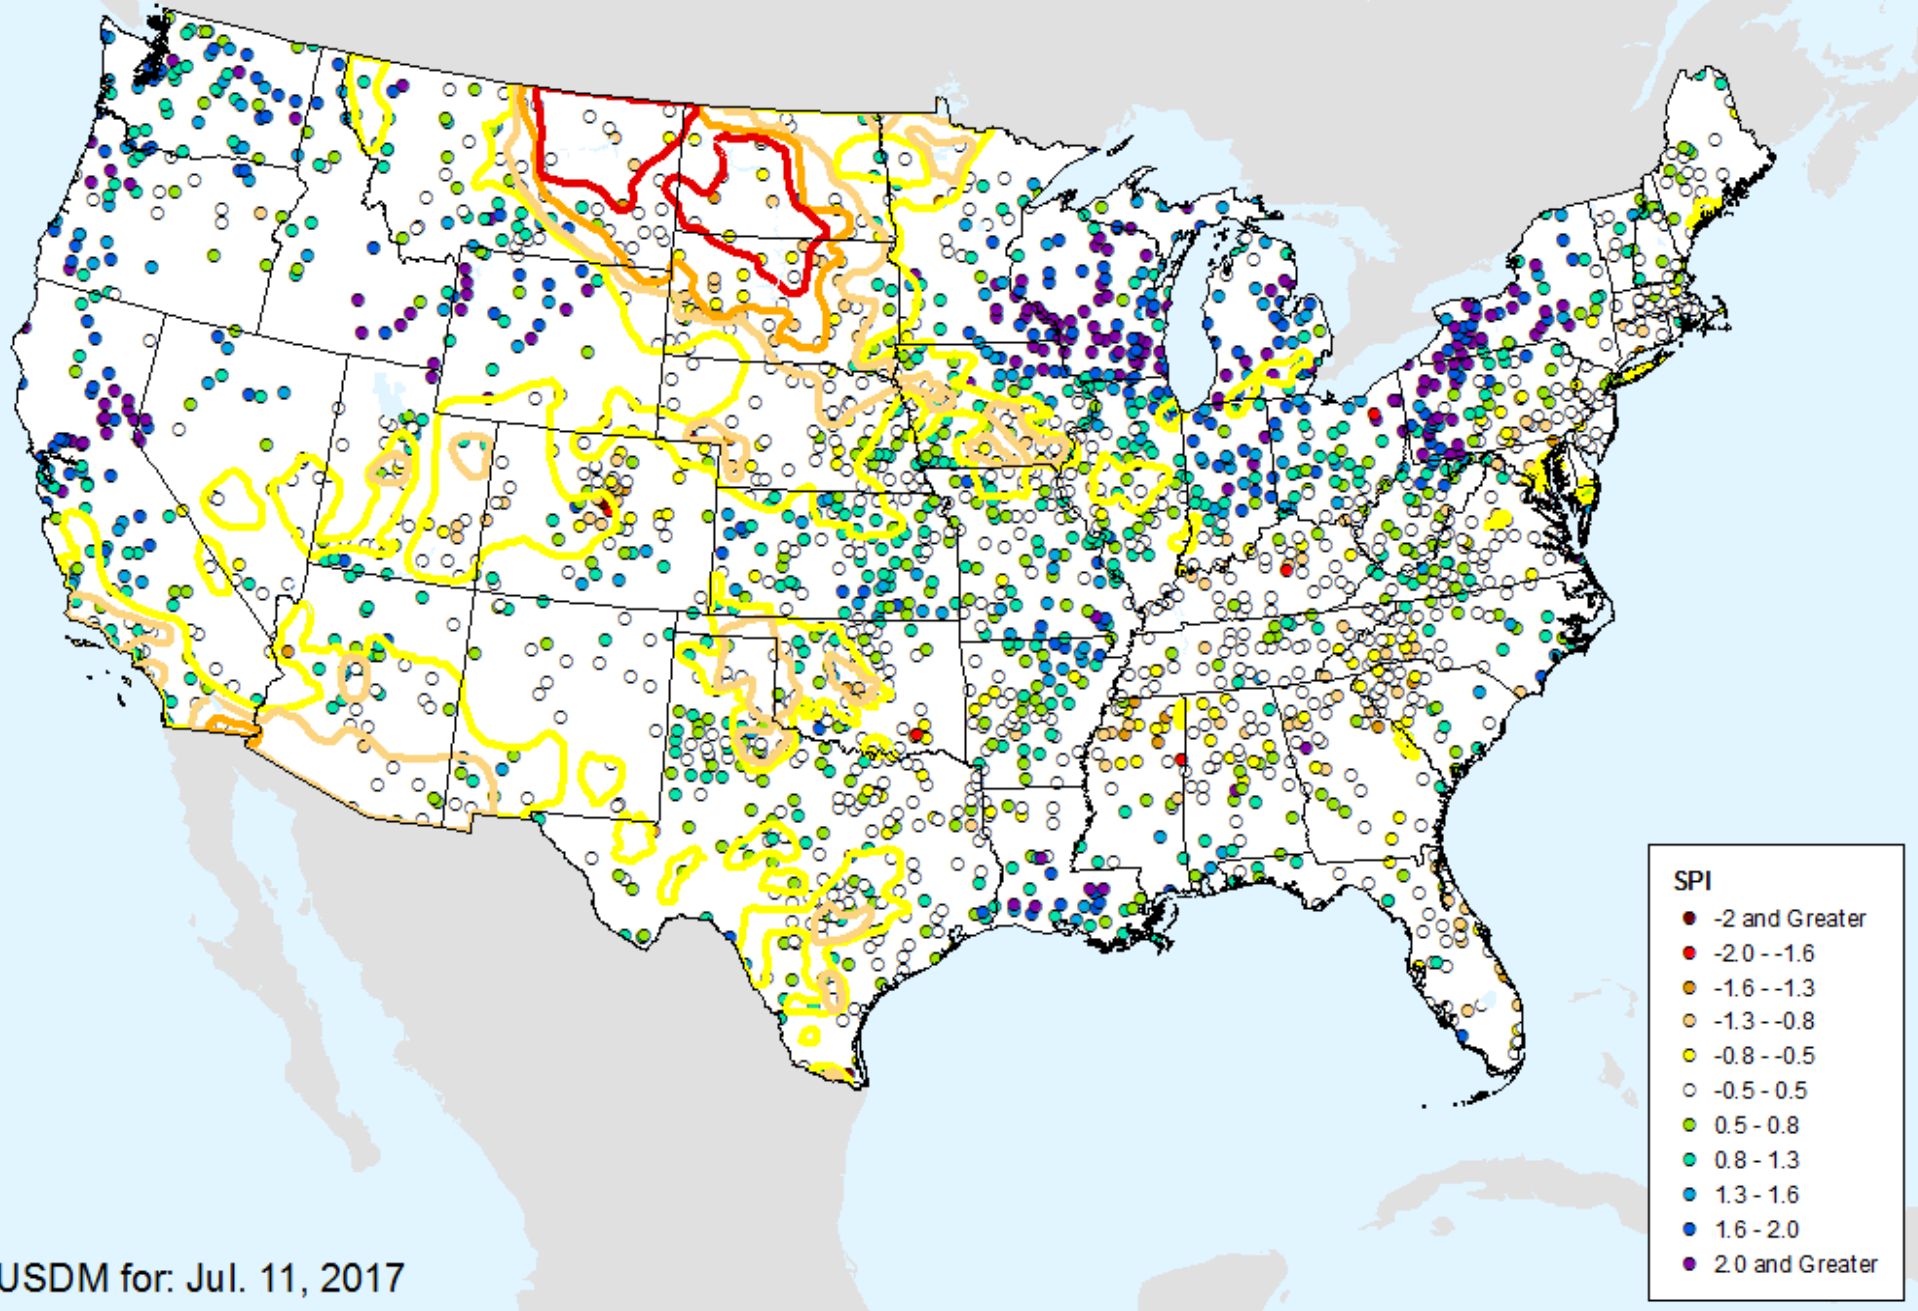 SPI
-2 and Greater
-2.0 - -1.6
-1.6 - -1.3
-1.3 - -0.8
-0.8 - -0.5
-0.5 - 0.5
0.5 - 0.8
0.8 - 1.3
1.3 - 1.6
1.6 - 2.0
2.0 and Greater
USDM for: Jul. 11, 2017